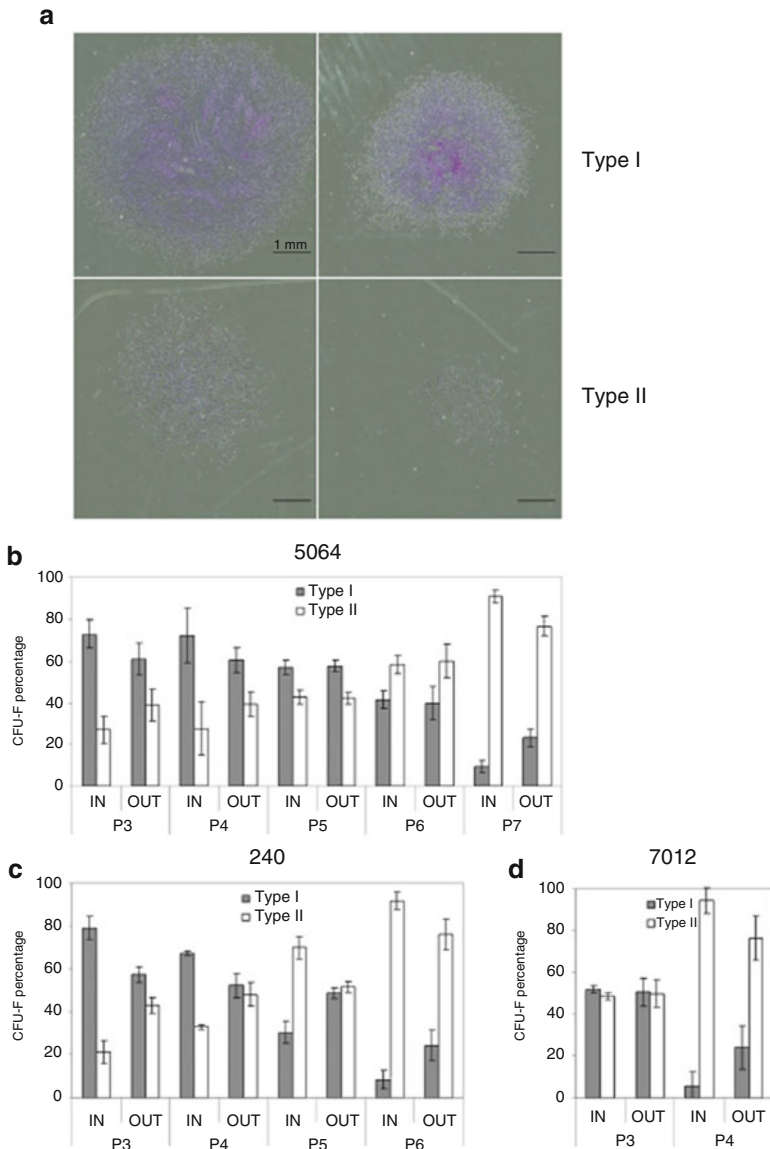 a
Type I
1 mm
Type II
b
5064
100
80
60
40
20
0
CFU-F percentage
Type I
Type II
IN OUT IN OUT IN OUT IN OUT IN OUT
P3 P4 P5 P6 P7
c
240
100
80
60
40
20
0
CFU-F percentage
Type I
Type II
IN OUT IN OUT IN OUT IN OUT
P3 P4 P5 P6
d
7012
100
80
60
40
20
0
CFU-F percentage
Type I
Type II
IN OUT IN OUT
P3 P4